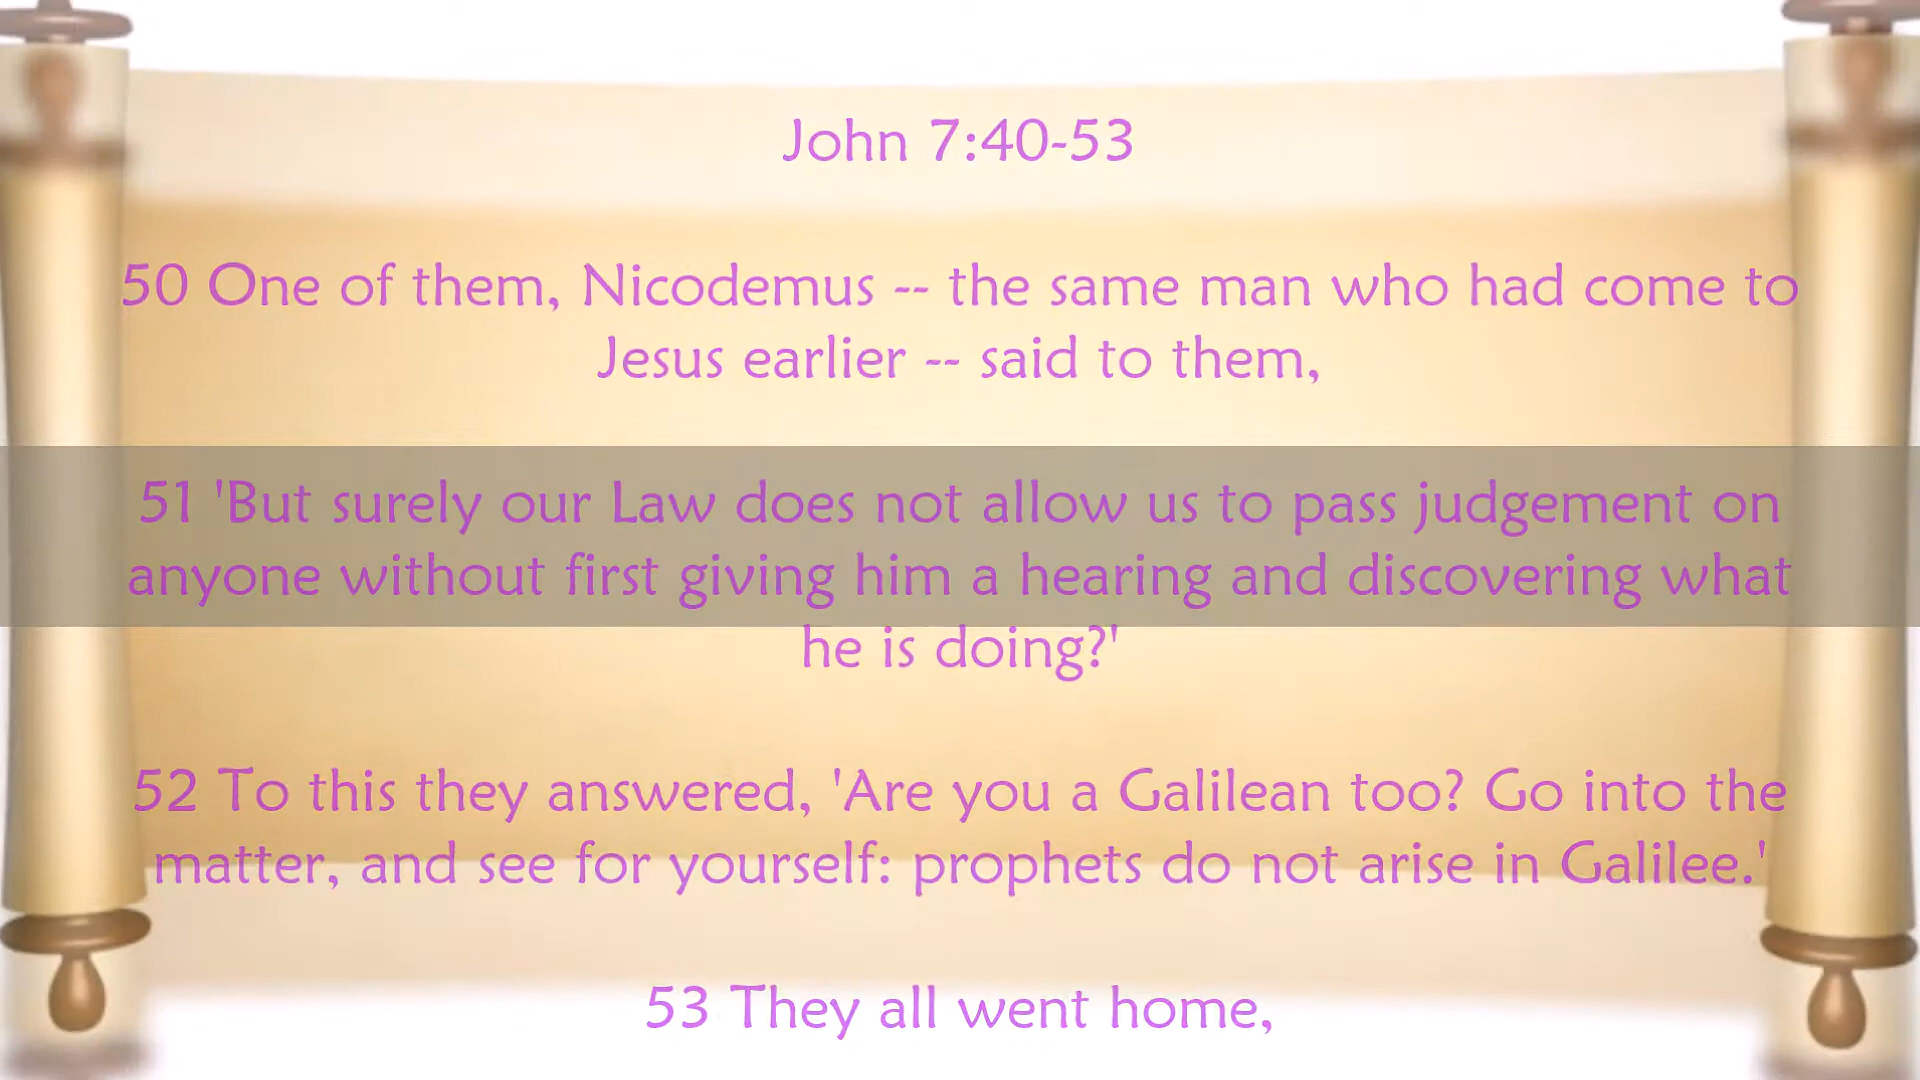 John 7:40-53
50 One of them, Nicodemus -- the same man who had come to
Jesus earlier -- said to them,
51 'But surely our Law does not allow us to pass judgement on
anyone without first giving him a hearing and discovering what
he is doing?'
52 To this they answered, 'Are you a Galilean too? Go into the
matter, and see for yourself: prophets do not arise in Galilee.'
53 They all went home,